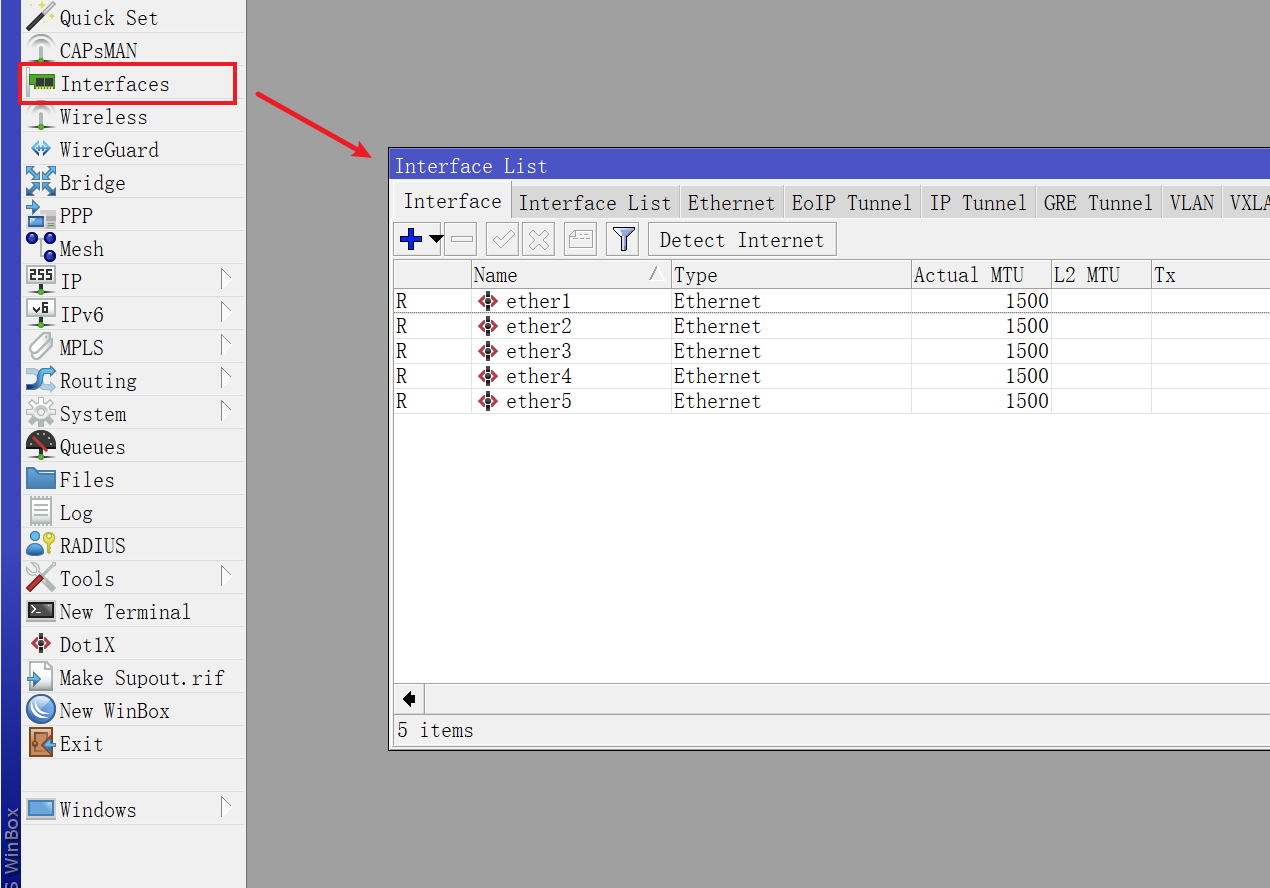 Quick Set
CAPsMAN
Interfaces
Wireless
WireGuard
Bridge
PPP
Mesh
255 IP
v6 IPv6
MPLS
Routing
System
Queues
Files
Log
RADIUS
Tools
New Terminal
Dot1X
Make Supout.rif
New WinBox
Exit
Windows
S WinBox
Interface List
Interface Interface List Ethernet EoIP Tunnel IP Tunnel GRE Tunnel VLAN VXLA
Detect Internet
Name Type Actual MTU L2 MTU Tx
R ether1 Ethernet 1500
R ether2 Ethernet 1500
R ether3 Ethernet 1500
R ether4 Ethernet 1500
R ether5 Ethernet 1500
5 items